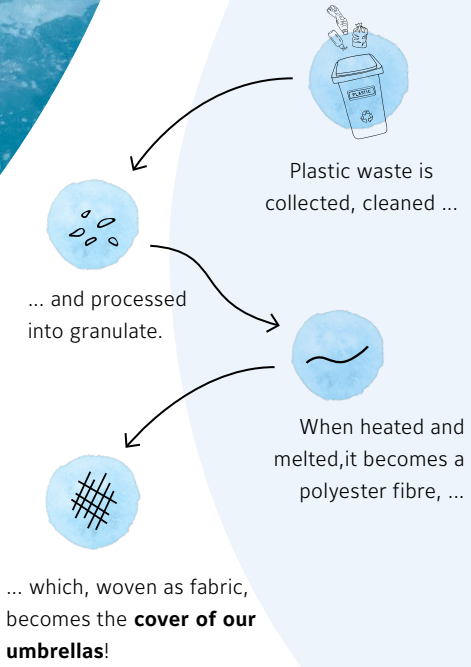 PLASTIC
Plastic waste is
collected, cleaned ...
... and processed
into granulate.
When heated and
melted,it becomes a
polyester fibre, ...
... which, woven as fabric,
becomes the cover of our
umbrellas!